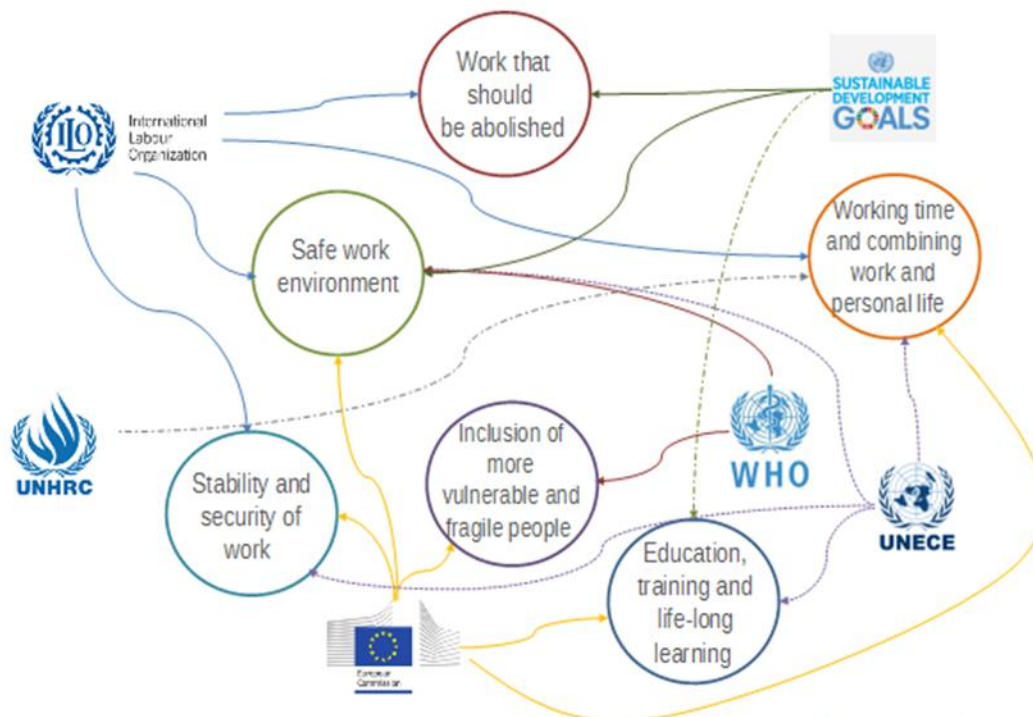 Work that
should
be abolished
SUSTAINABLE
DEVELOPMENT
GOALS
ILO
International
Labour
Organization
Working time
and combining
work and
personal life
Safe work
environment
UNHRC
Inclusion of
more
vulnerable and
fragile people
WHO
Stability and
security of
work
UNECE
Education,
training and
life-long
learning
European
Commission